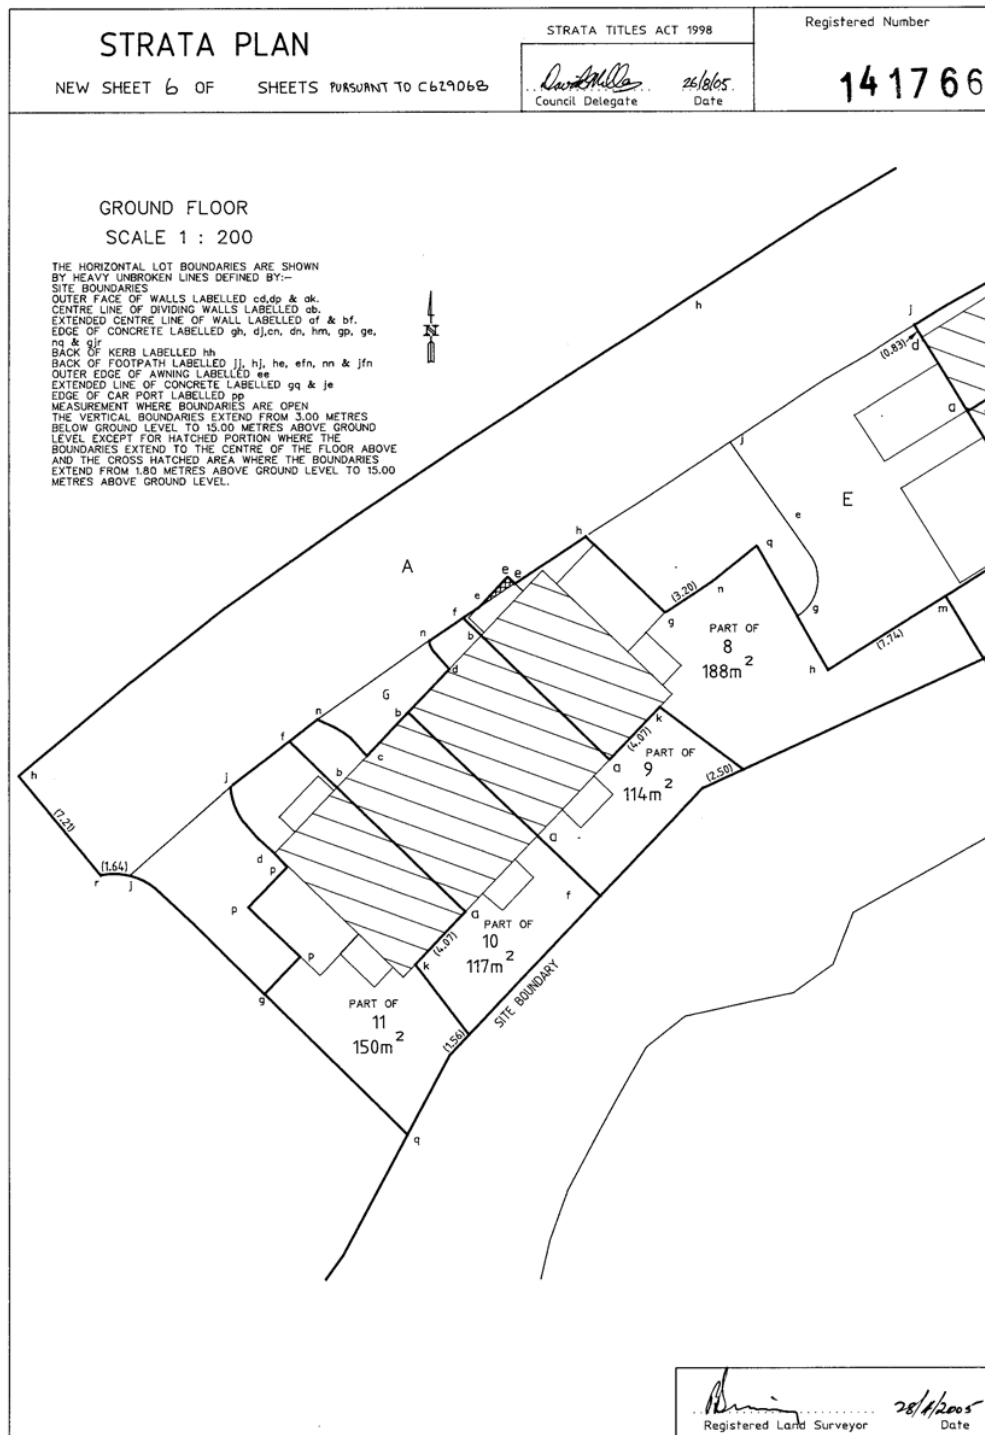 STRATA PLAN
NEW SHEET 6 OF SHEETS PURSUANT TO C629068
STRATA TITLES ACT 1998
Council Delegate
26/8/05.
Date
Registered Number
141766
GROUND FLOOR
SCALE 1 : 200
THE HORIZONTAL LOT BOUNDARIES ARE SHOWN
BY HEAVY UNBROKEN LINES DEFINED BY:–
SITE BOUNDARIES
OUTER FACE OF WALLS LABELLED cd,dp & ak.
CENTRE LINE OF DIVIDING WALLS LABELLED ab.
EXTENDED CENTRE LINE OF WALL LABELLED af & bf.
EDGE OF CONCRETE LABELLED gh, dj,cn, dn, hm, gp, ge,
nq & gjr
BACK OF KERB LABELLED hh
BACK OF FOOTPATH LABELLED jj, hj, he, efn, nn & jfn
OUTER EDGE OF AWNING LABELLED ee
EXTENDED LINE OF CONCRETE LABELLED gq & je
EDGE OF CAR PORT LABELLED pp
MEASUREMENT WHERE BOUNDARIES ARE OPEN
THE VERTICAL BOUNDARIES EXTEND FROM 3.00 METRES
BELOW GROUND LEVEL TO 15.00 METRES ABOVE GROUND
LEVEL EXCEPT FOR HATCHED PORTION WHERE THE
BOUNDARIES EXTEND TO THE CENTRE OF THE FLOOR ABOVE
AND THE CROSS HATCHED AREA WHERE THE BOUNDARIES
EXTEND FROM 1.80 METRES ABOVE GROUND LEVEL TO 15.00
METRES ABOVE GROUND LEVEL.
N
h
j
(0.83)
d
a
j
E
e
h
q
A
e e
e
(3.20)
n
f
g
g
m
b
n
PART OF
8
188m²
(7.74)
h
d
G
b
n
k
f
(4.07)
c
PART OF
9
114m²
a
(2.50)
h
j
b
(7.21)
a
d
(1.64)
p
r
j
f
p
a
PART OF
10
117m²
(4.07)
p
k
SITE BOUNDARY
g
PART OF
11
150m²
(1.56)
q
28/4/2005
Registered Land Surveyor
Date